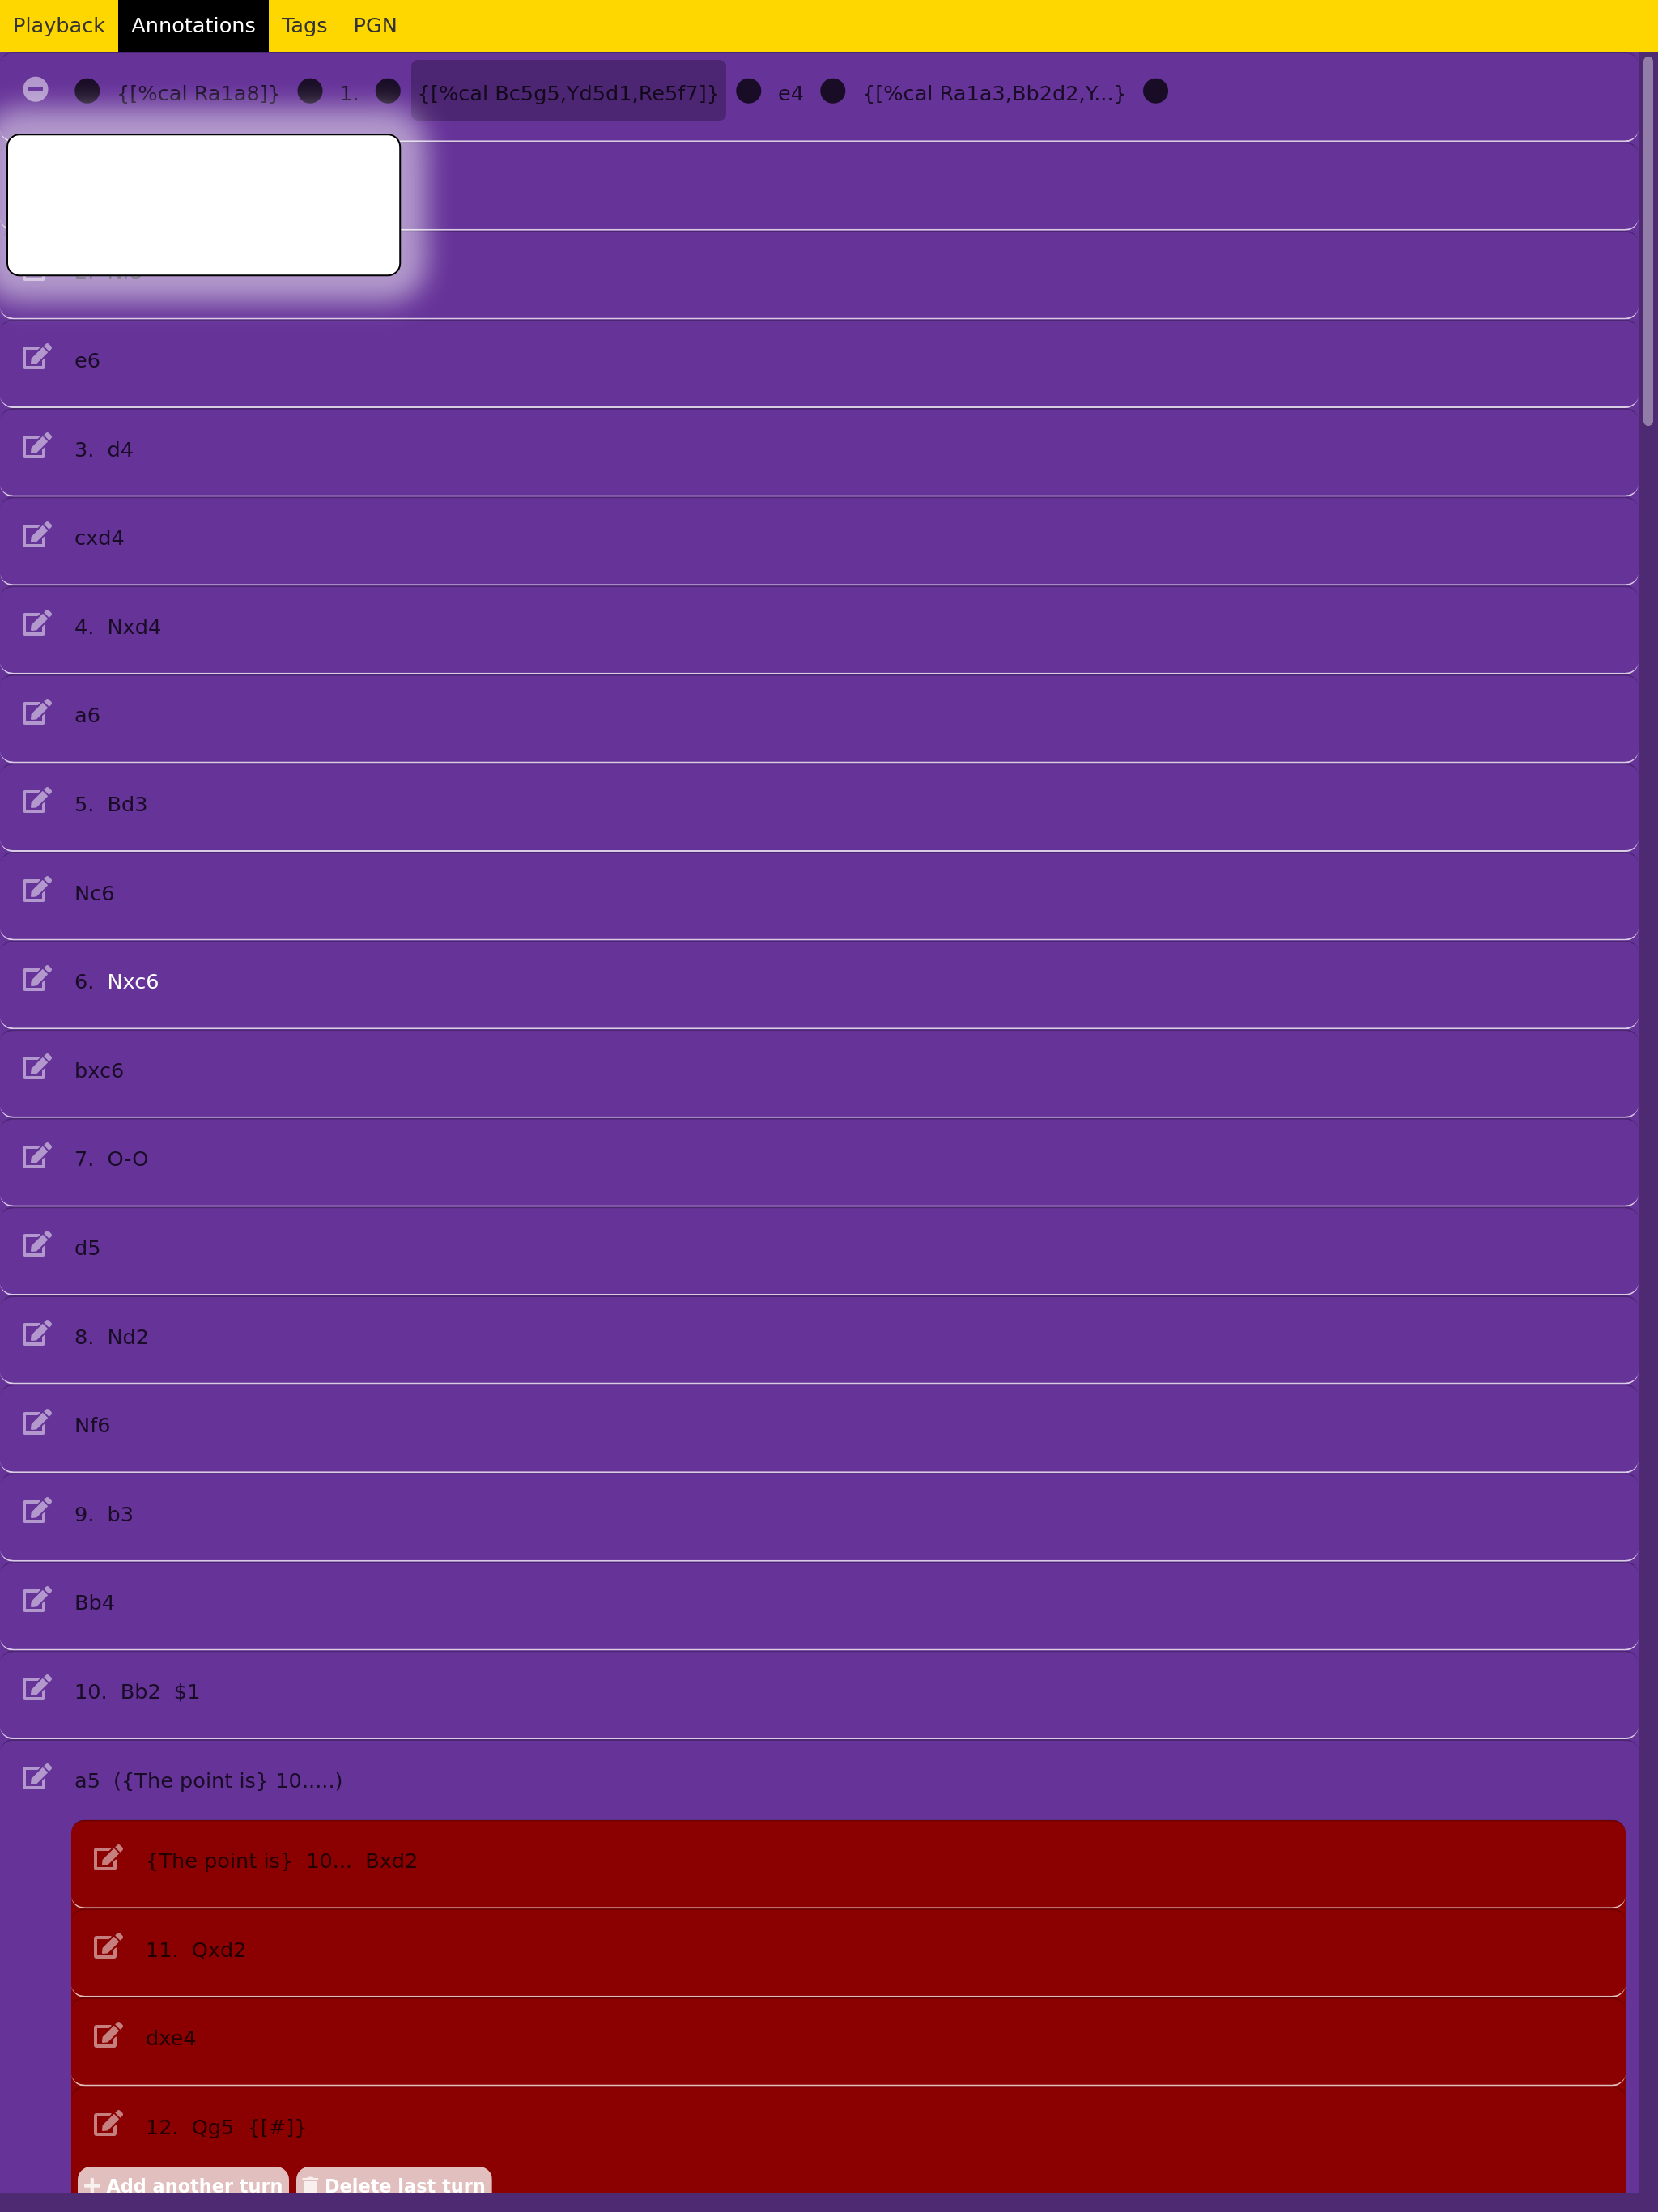 Playback Annotations Tags PGN
{[%cal Ra1a8]} 1. {[%cal Bc5g5,Yd5d1,Re5f7]} e4 {[%cal Ra1a3,Bb2d2,Y...}
e6
3. d4
cxd4
4. Nxd4
a6
5. Bd3
Nc6
6. Nxc6
bxc6
7. O-O
d5
8. Nd2
Nf6
9. b3
Bb4
10. Bb2 $1
a5 ({The point is} 10.....)
{The point is} 10... Bxd2
11. Qxd2
dxe4
12. Qg5 {[#]}
Add another turn Delete last turn